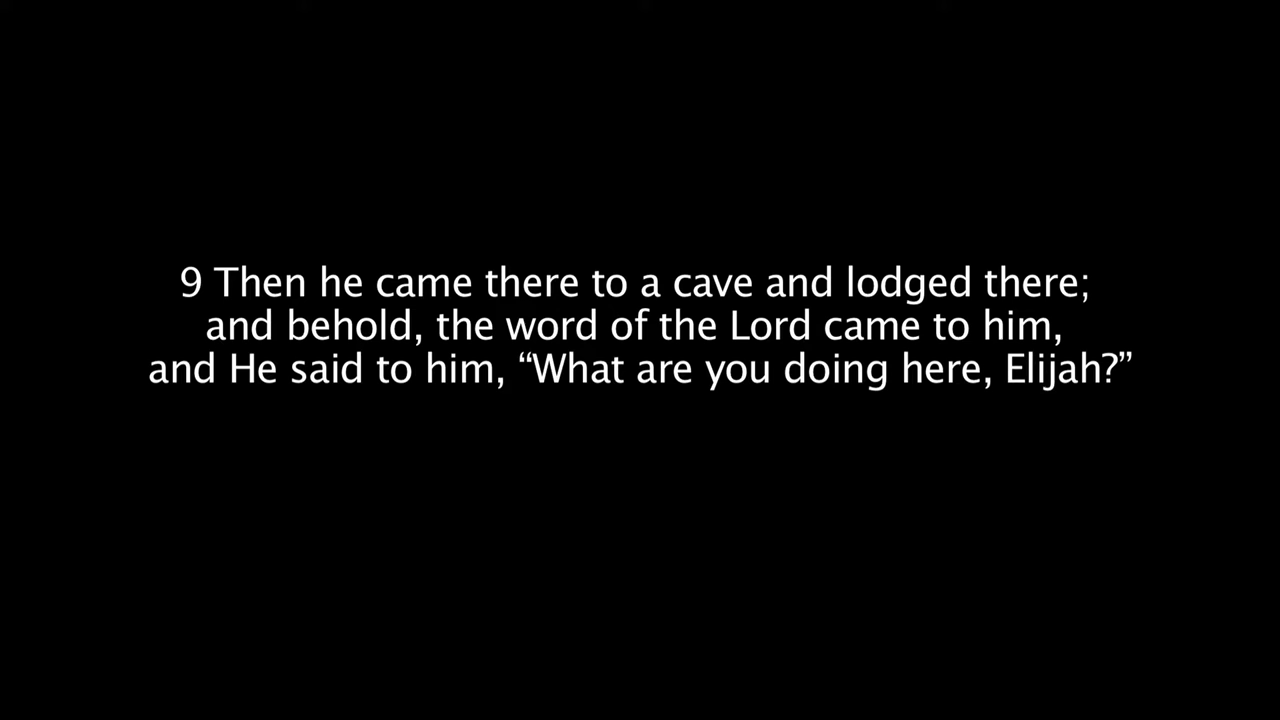 9 Then he came there to a cave and lodged there;
and behold, the word of the Lord came to him,
and He said to him, “What are you doing here, Elijah?”